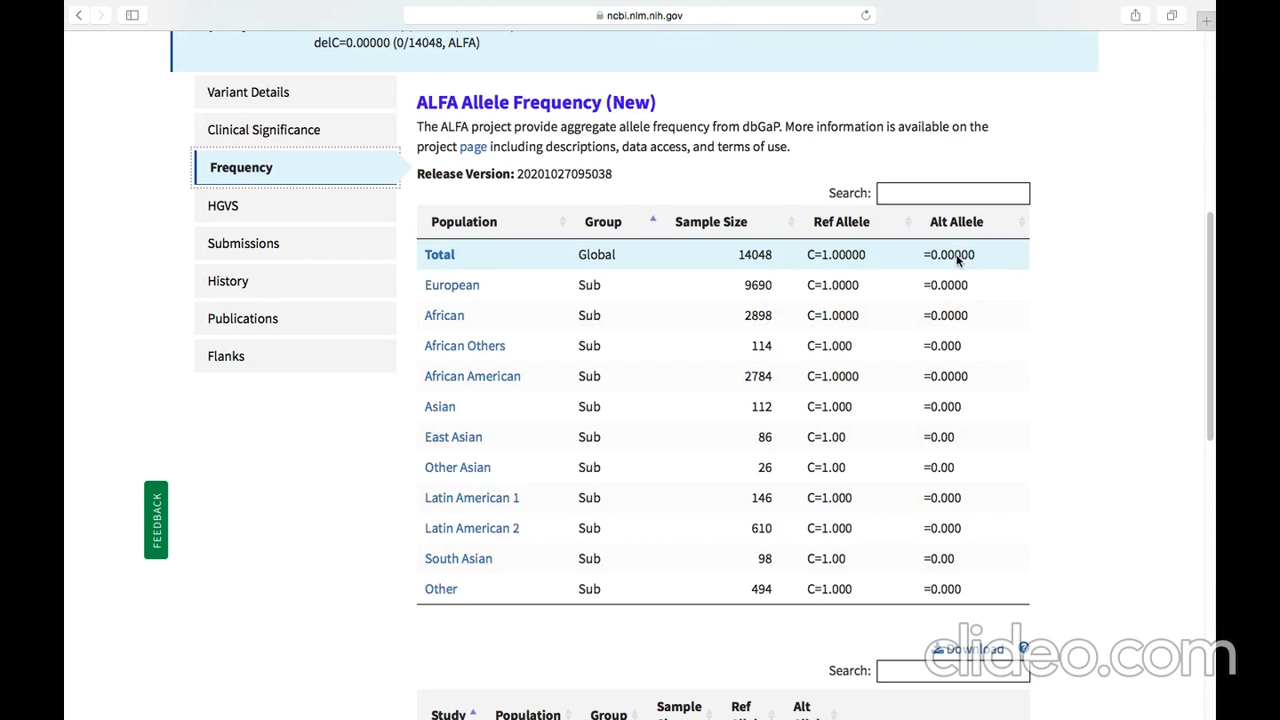 ncbi.nlm.nih.gov
delC=0.00000 (0/14048, ALFA)
Variant Details
Clinical Significance
Frequency
HGVS
Submissions
History
Publications
Flanks
FEEDBACK
ALFA Allele Frequency (New)
The ALFA project provide aggregate allele frequency from dbGaP. More information is available on the
project page including descriptions, data access, and terms of use.
Release Version: 20201027095038
Search:
Population Group Sample Size Ref Allele Alt Allele
Total Global 14048 C=1.00000 =0.00000
European Sub 9690 C=1.0000 =0.0000
African Sub 2898 C=1.0000 =0.0000
African Others Sub 114 C=1.000 =0.000
African American Sub 2784 C=1.0000 =0.0000
Asian Sub 112 C=1.000 =0.000
East Asian Sub 86 C=1.00 =0.00
Other Asian Sub 26 C=1.00 =0.00
Latin American 1 Sub 146 C=1.000 =0.000
Latin American 2 Sub 610 C=1.000 =0.000
South Asian Sub 98 C=1.00 =0.00
Other Sub 494 C=1.000 =0.000
Download
clideo.com
Search:
Study Population Group Sample Ref Alt